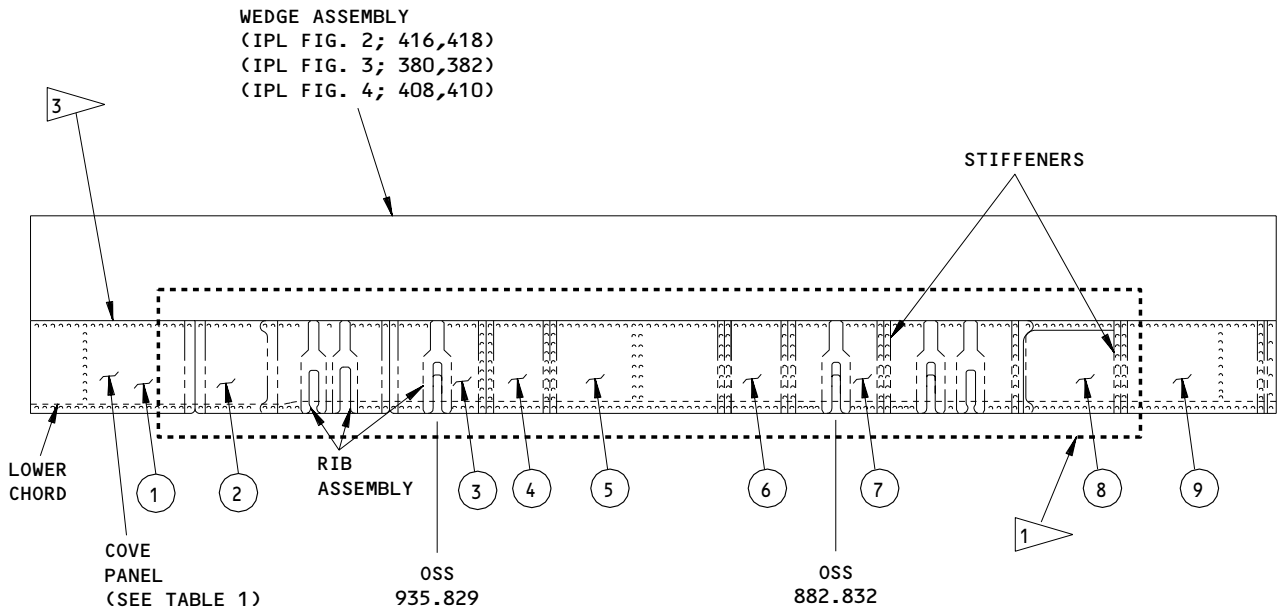 WEDGE ASSEMBLY
(IPL FIG. 2; 416,418)
(IPL FIG. 3; 380,382)
(IPL FIG. 4; 408,410)
3
STIFFENERS
LOWER
CHORD
1
2
RIB
ASSEMBLY
3
4
5
6
7
8
9
1
COVE
PANEL
(SEE TABLE 1)
OSS
935.829
OSS
882.832